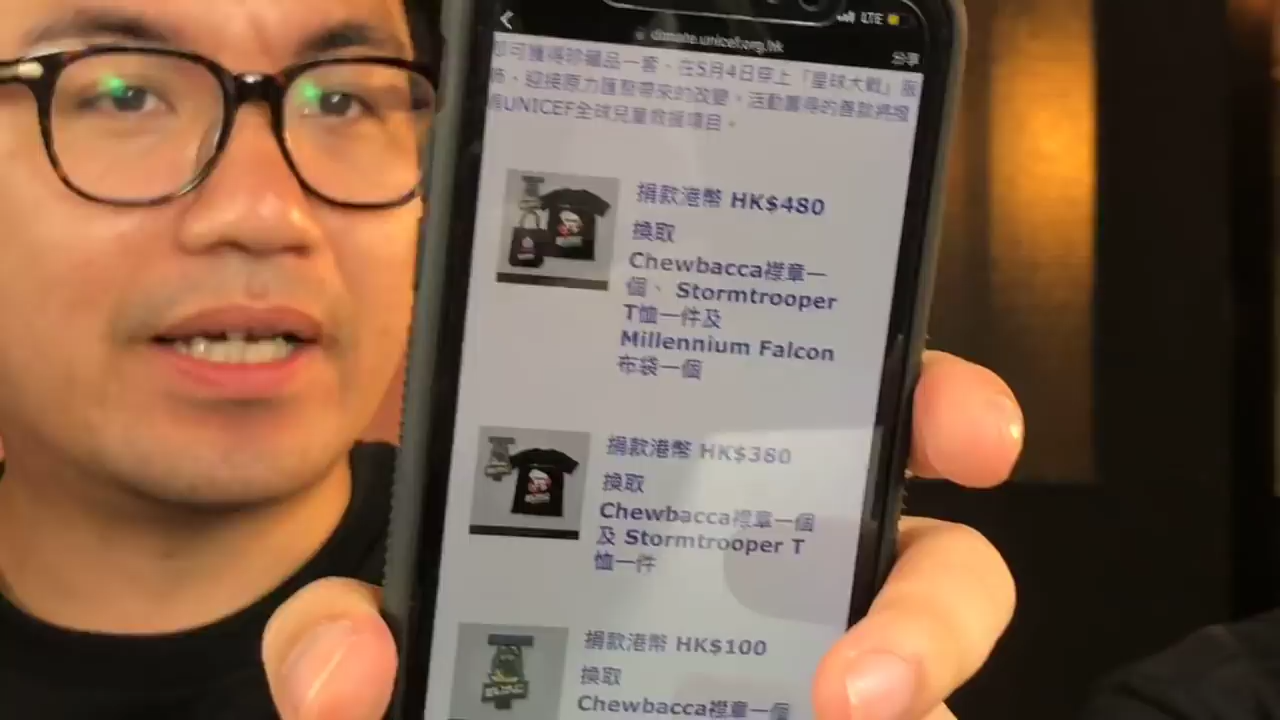 LTE
donate.unicef.org.hk
分享
即可獲得珍藏品一套。在5月4日穿上「星球大戰」服
飾，迎接原力匯聚帶來的改變。活動籌得的善款將撥
捐UNICEF全球兒童救援項目。
捐款港幣 HK$480
換取
Chewbacca襟章一
個、 Stormtrooper
T恤一件及
Millennium Falcon
布袋一個
捐款港幣 HK$380
換取
Chewbacca襟章一個
及 Stormtrooper T
恤一件
捐款港幣 HK$100
換取
Chewbacca襟章一個